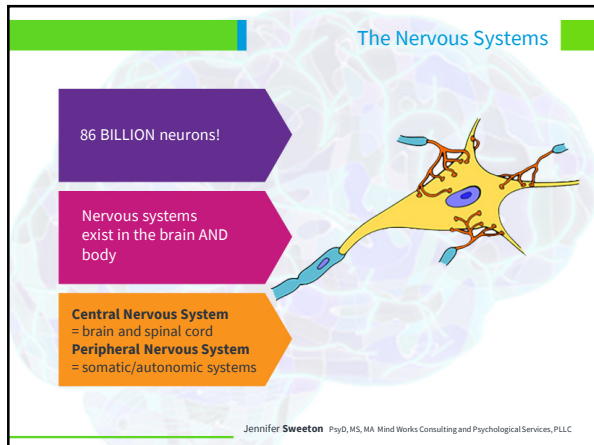 The Nervous Systems
86 BILLION neurons!
Nervous systems
exist in the brain AND
body
Central Nervous System
= brain and spinal cord
Peripheral Nervous System
= somatic/autonomic systems
Jennifer Sweeton PsyD, MS, MA Mind Works Consulting and Psychological Services, PLLC